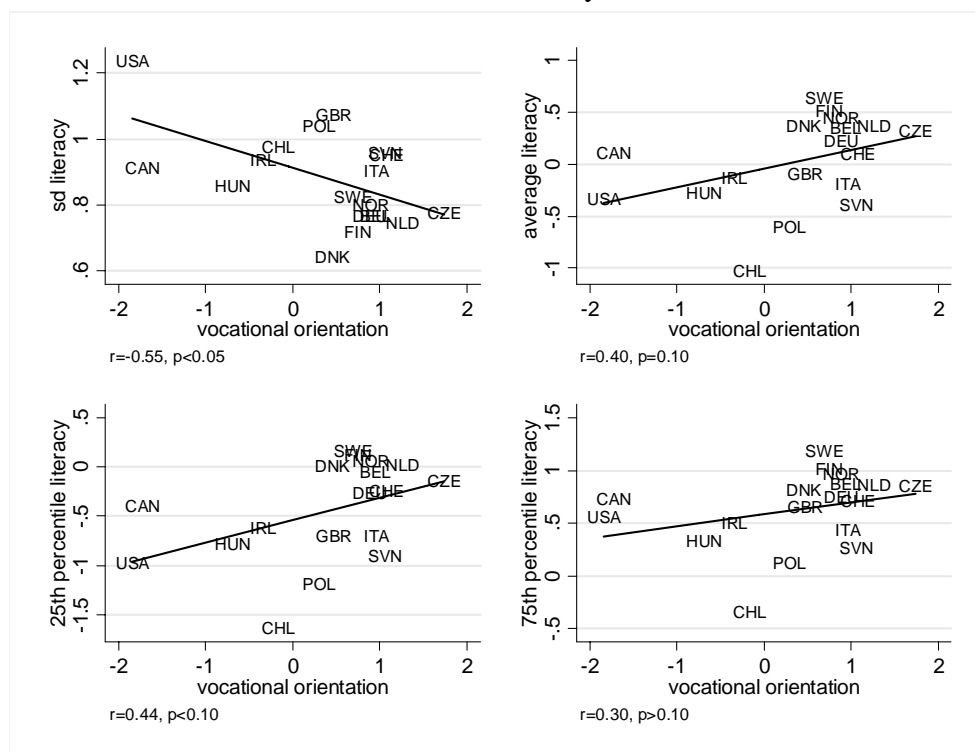 sd literacy
1.2
1
.8
.6
USA
GBR
POL
CHL
SVN
CHE
IRL
CAN
ITA
HUN
SWE
NOR
DEU
BEL
CZE
NLD
FIN
DNK
-2 -1 0 1 2
vocational orientation
r=-0.55, p<0.05
average literacy
1
.5
0
-.5
-1
SWE
FIN
NOR
DNK
BEL
NLD
CZE
DEU
CAN
CHE
GBR
IRL
ITA
HUN
USA
SVN
POL
CHL
-2 -1 0 1 2
vocational orientation
r=0.40, p=0.10
25th percentile literacy
.5
0
-.5
-1
-1.5
SWE
FIN
NOR
DNK
NLD
BEL
CZE
DEU
CHE
CAN
IRL
GBR
ITA
HUN
SVN
USA
POL
CHL
-2 -1 0 1 2
vocational orientation
r=0.44, p<0.10
75th percentile literacy
1.5
1
.5
0
-.5
SWE
FIN
NOR
BEL
NLD
CZE
DNK
DEU
CAN
CHE
GBR
USA
IRL
ITA
HUN
SVN
POL
CHL
-2 -1 0 1 2
vocational orientation
r=0.30, p>0.10